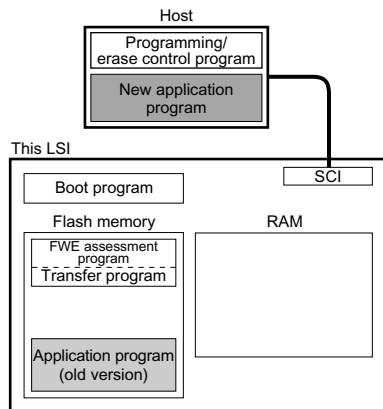 Host
Programming/
erase control program
New application
program
This LSI
SCI
Boot program
Flash memory
RAM
FWE assessment
program
Transfer program
Application program
(old version)